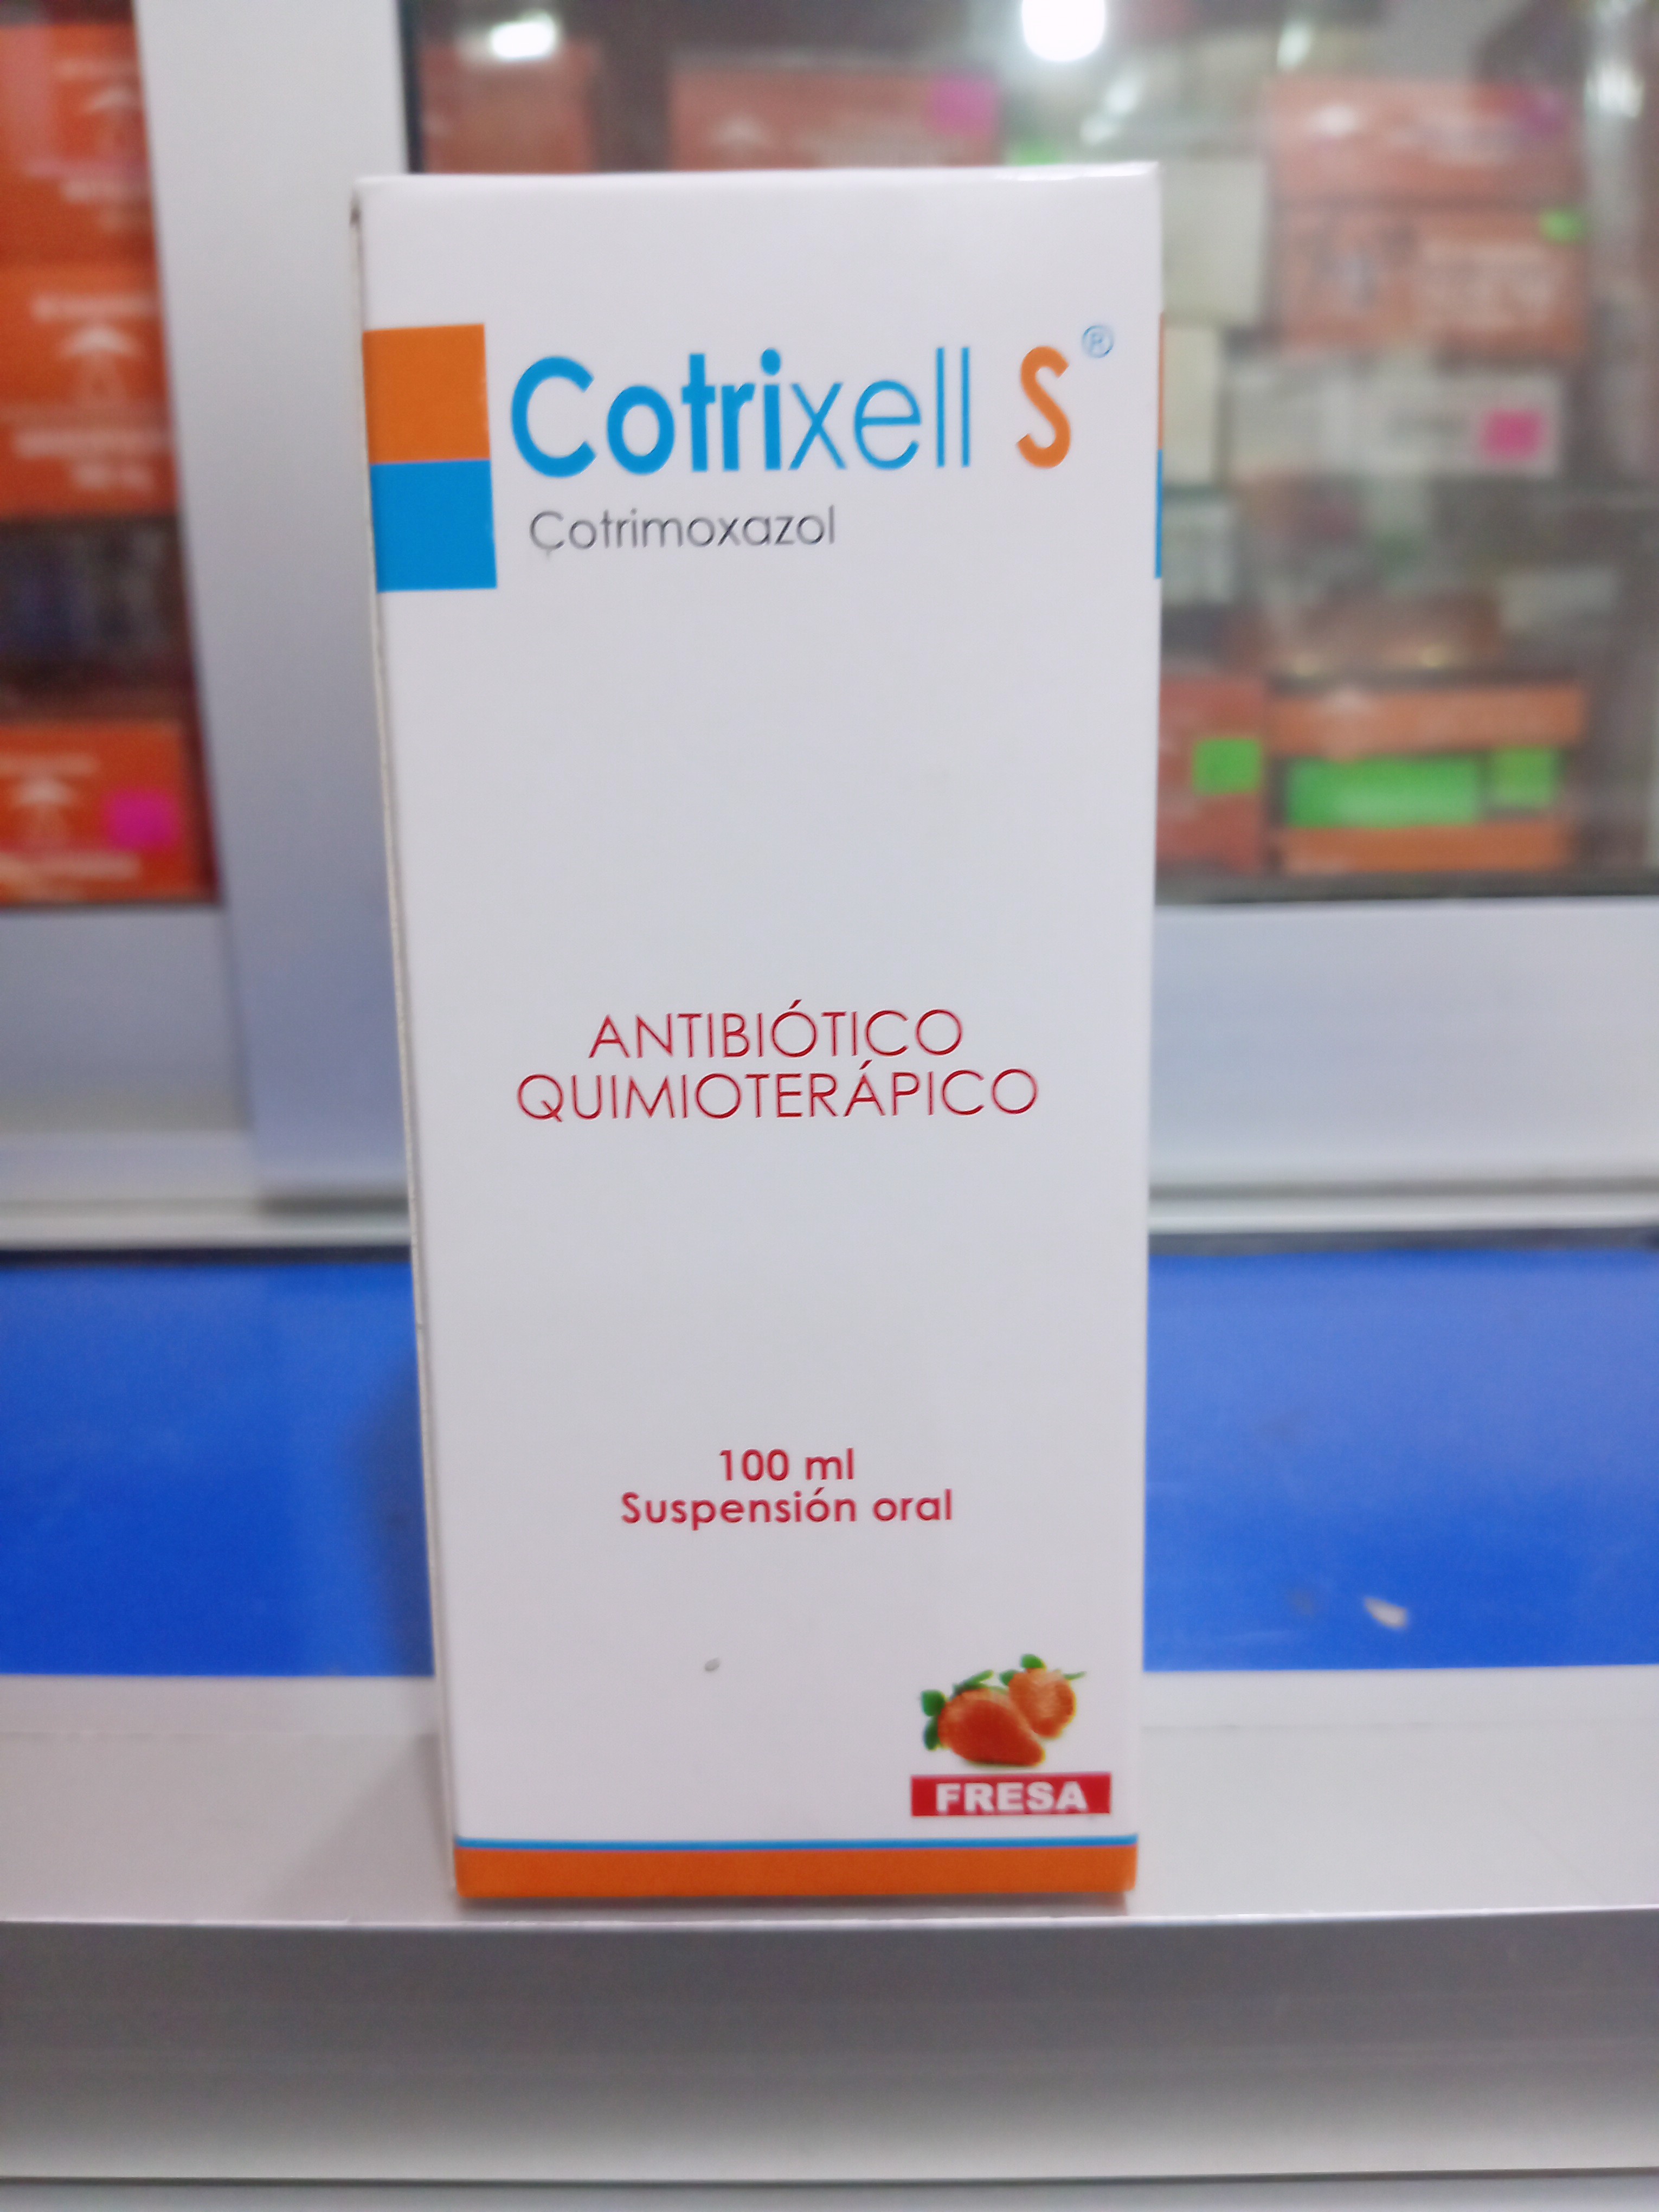 Cotrixell S®
Cotrimoxazol
ANTIBIÓTICO
QUIMIOTERÁPICO
100 ml
Suspensión oral
FRESA